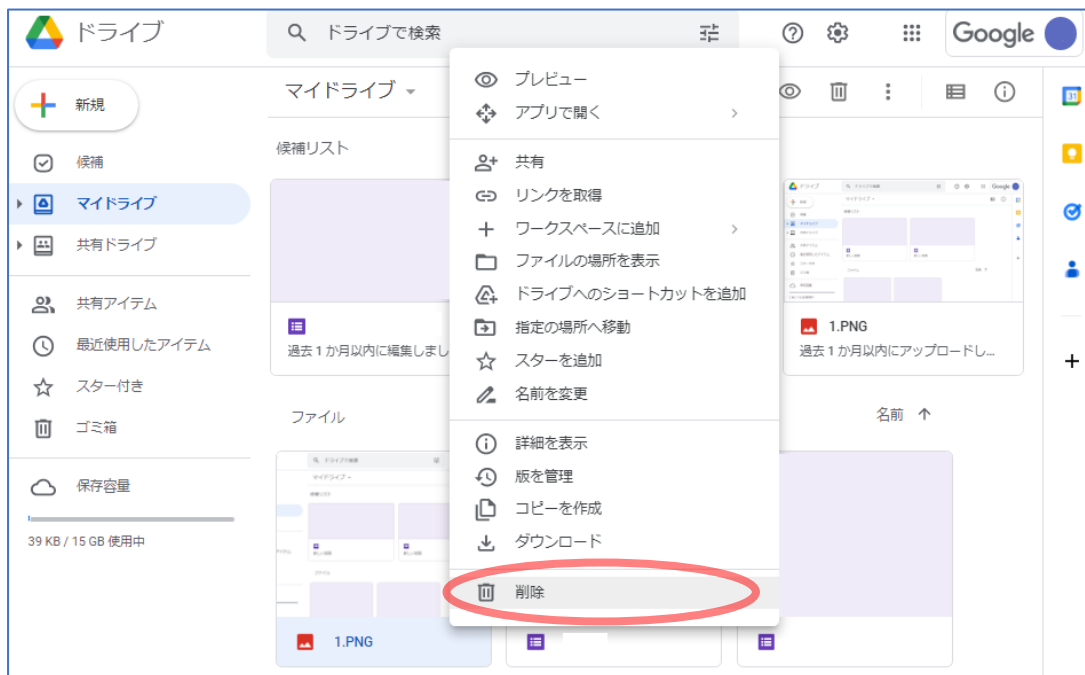 ドライブ
ドライブで検索
Google
新規
マイドライブ
31
候補
マイドライブ
共有ドライブ
共有アイテム
最近使用したアイテム
スター付き
ゴミ箱
保存容量
39 KB / 15 GB 使用中
候補リスト
過去 1 か月以内に編集しまし
1.PNG
過去 1 か月以内にアップロードし...
ファイル
名前
1.PNG
プレビュー
アプリで開く
共有
リンクを取得
ワークスペースに追加
ファイルの場所を表示
ドライブへのショートカットを追加
指定の場所へ移動
スターを追加
名前を変更
詳細を表示
版を管理
コピーを作成
ダウンロード
削除